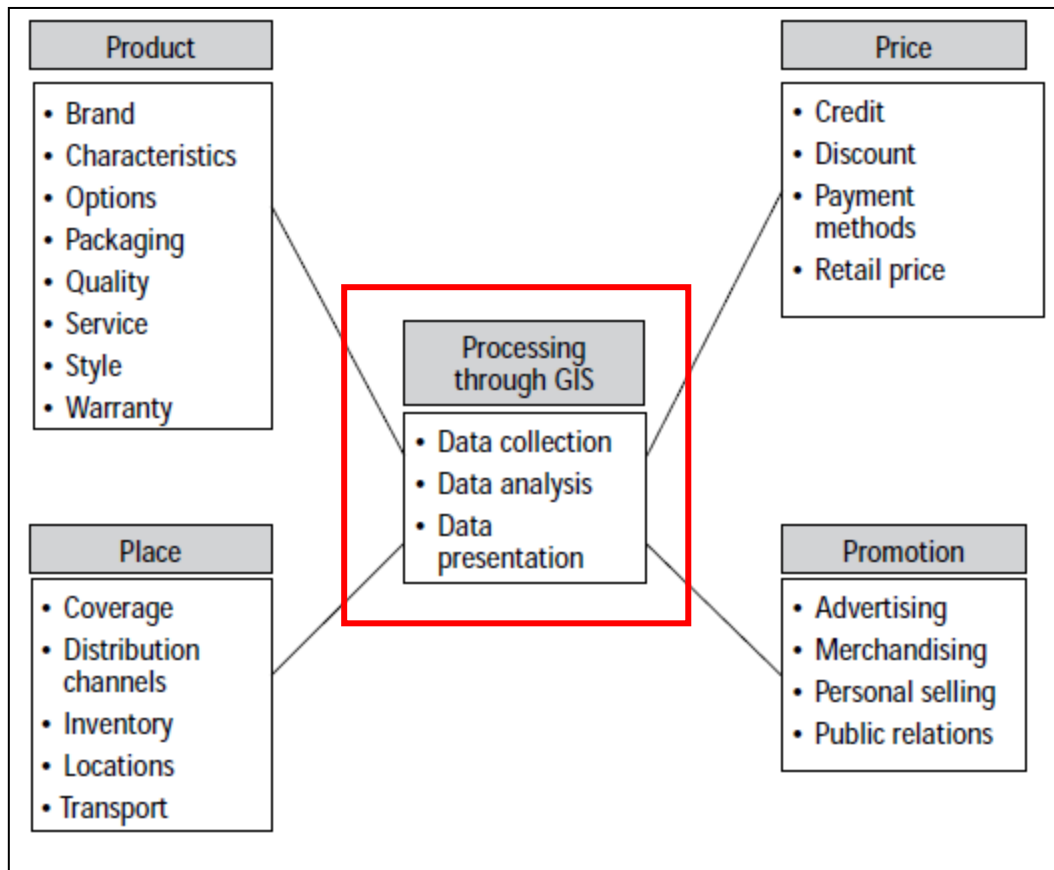 Product
• Brand
• Characteristics
• Options
• Packaging
• Quality
• Service
• Style
• Warranty
Price
• Credit
• Discount
• Payment
methods
• Retail price
Processing
through GIS
• Data collection
• Data analysis
• Data
presentation
Place
• Coverage
• Distribution
channels
• Inventory
• Locations
• Transport
Promotion
• Advertising
• Merchandising
• Personal selling
• Public relations